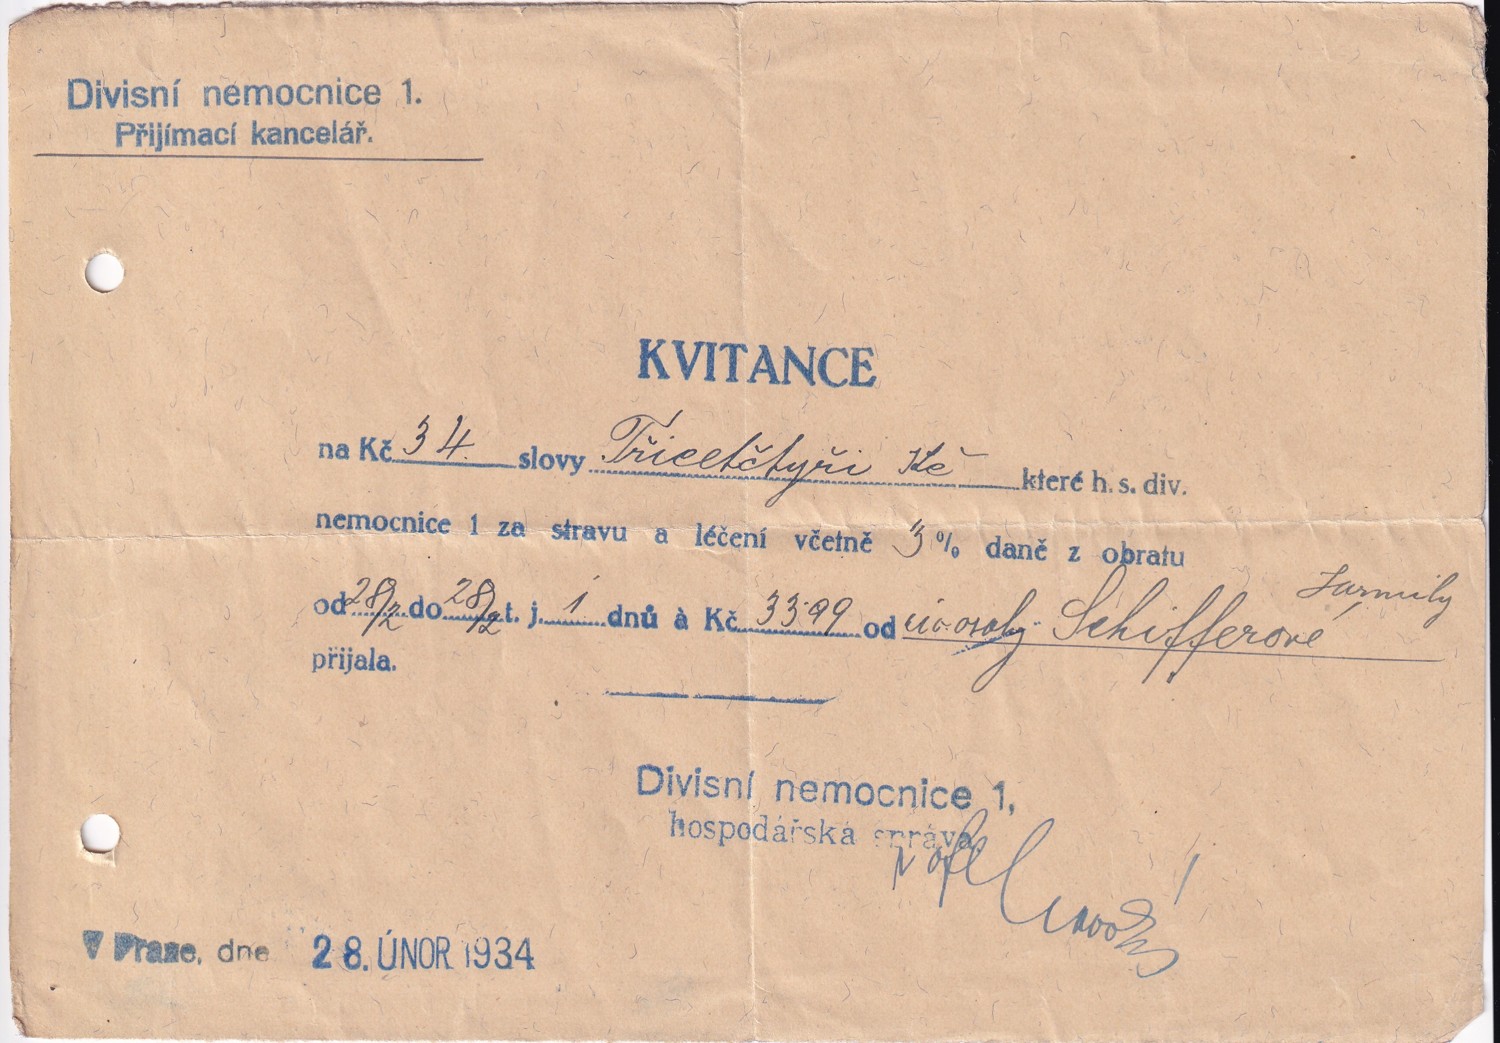 Divisní nemocnice 1.
Přijímací kancelář.
KVITANCE
na Kč 34. slovy Třicetčtyři Kč které h. s. div.
nemocnice 1 za stravu a léčení včetně 3% daně z obratu
od 28/2 do 28/2 t. j. 1 dnů à Kč 33·99 od civ. osoby Schifferové Jarmily
přijala.
Divisní nemocnice 1,
hospodářská správa.
V Praze, dne 28. ÚNOR 1934